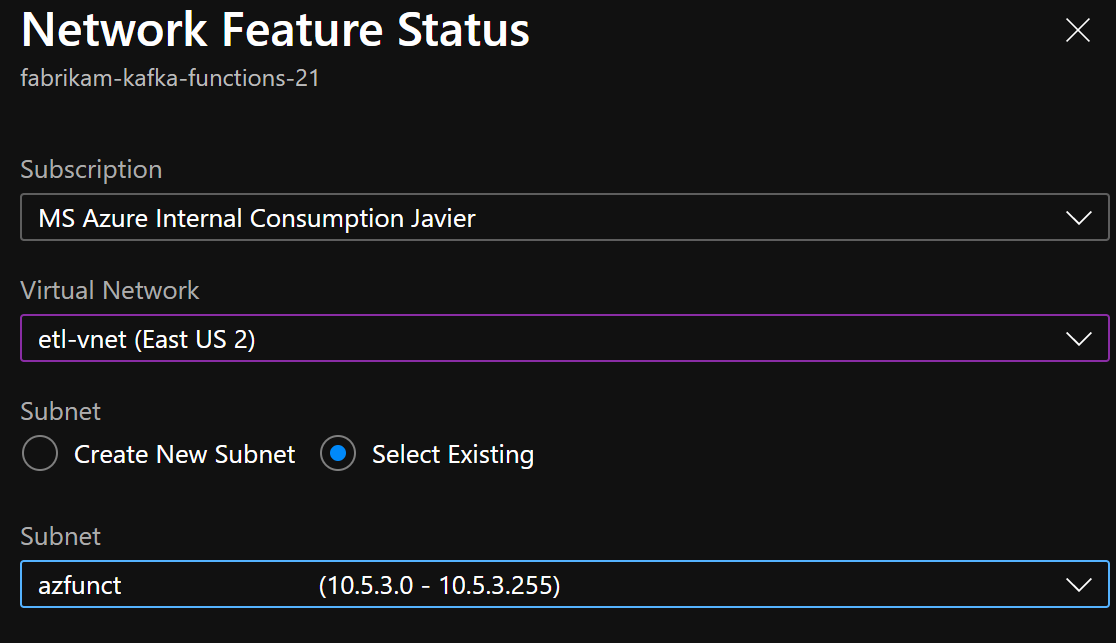 Network Feature Status
fabrikam-kafka-functions-21
Subscription
MS Azure Internal Consumption Javier
Virtual Network
etl-vnet (East US 2)
Subnet
Create New Subnet Select Existing
Subnet
azfunct (10.5.3.0 - 10.5.3.255)